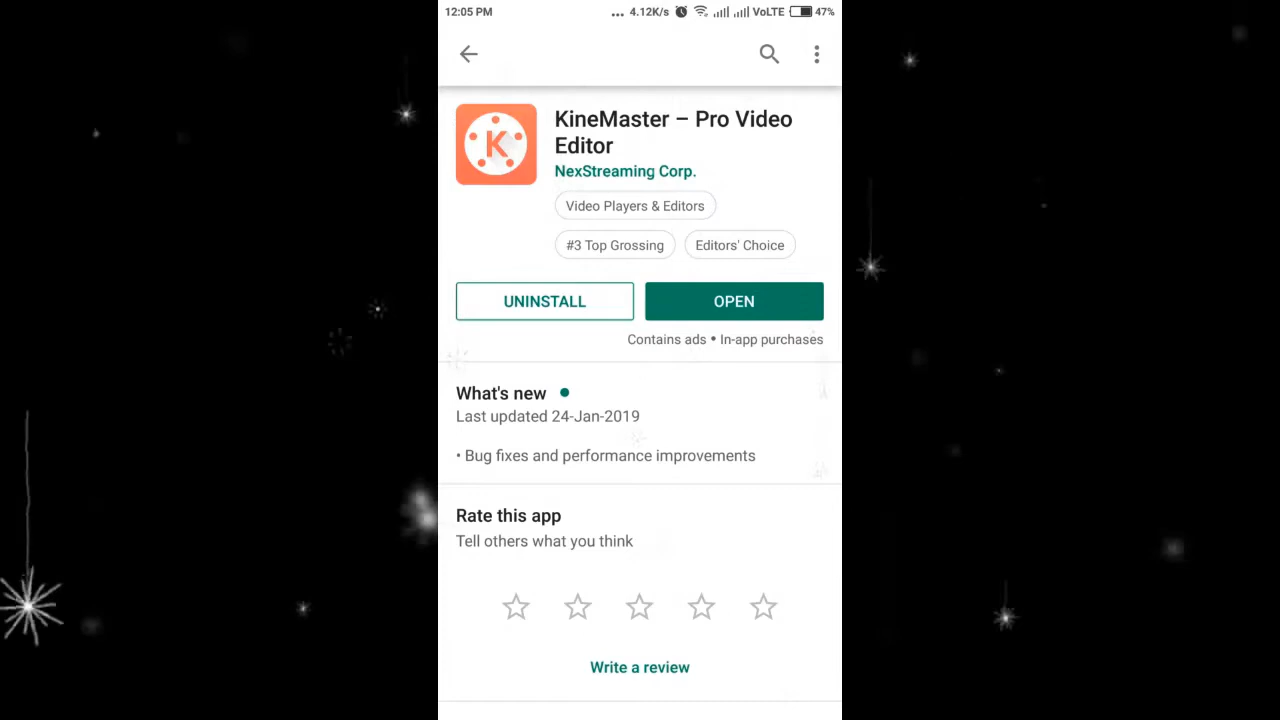 12:05 PM ... 4.12K/s VoLTE 47%
KineMaster – Pro Video
Editor
K
NexStreaming Corp.
Video Players & Editors
#3 Top Grossing Editors' Choice
UNINSTALL OPEN
Contains ads • In-app purchases
What's new
Last updated 24-Jan-2019
• Bug fixes and performance improvements
Rate this app
Tell others what you think
Write a review